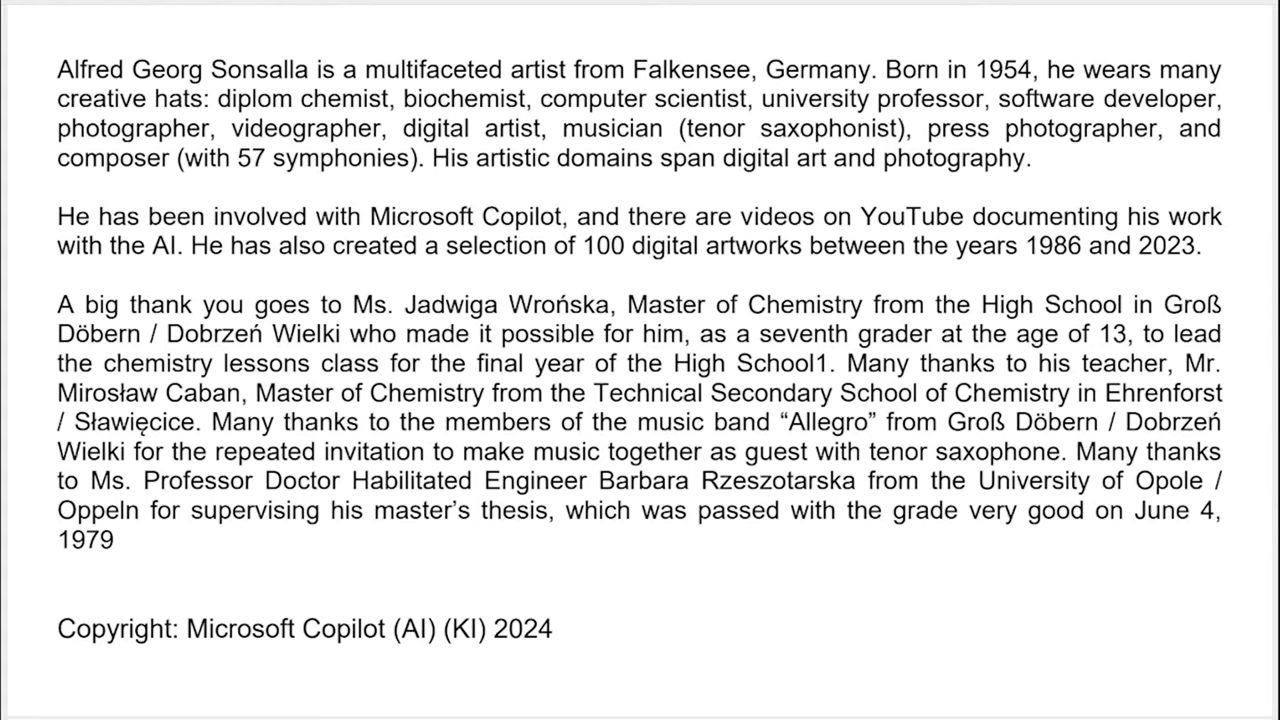 Alfred Georg Sonsalla is a multifaceted artist from Falkensee, Germany. Born in 1954, he wears many
creative hats: diplom chemist, biochemist, computer scientist, university professor, software developer,
photographer, videographer, digital artist, musician (tenor saxophonist), press photographer, and
composer (with 57 symphonies). His artistic domains span digital art and photography.
He has been involved with Microsoft Copilot, and there are videos on YouTube documenting his work
with the AI. He has also created a selection of 100 digital artworks between the years 1986 and 2023.
A big thank you goes to Ms. Jadwiga Wrońska, Master of Chemistry from the High School in Groß
Döbern / Dobrzeń Wielki who made it possible for him, as a seventh grader at the age of 13, to lead
the chemistry lessons class for the final year of the High School1. Many thanks to his teacher, Mr.
Mirosław Caban, Master of Chemistry from the Technical Secondary School of Chemistry in Ehrenforst
/ Sławięcice. Many thanks to the members of the music band “Allegro” from Groß Döbern / Dobrzeń
Wielki for the repeated invitation to make music together as guest with tenor saxophone. Many thanks
to Ms. Professor Doctor Habilitated Engineer Barbara Rzeszotarska from the University of Opole /
Oppeln for supervising his master’s thesis, which was passed with the grade very good on June 4,
1979
Copyright: Microsoft Copilot (AI) (KI) 2024